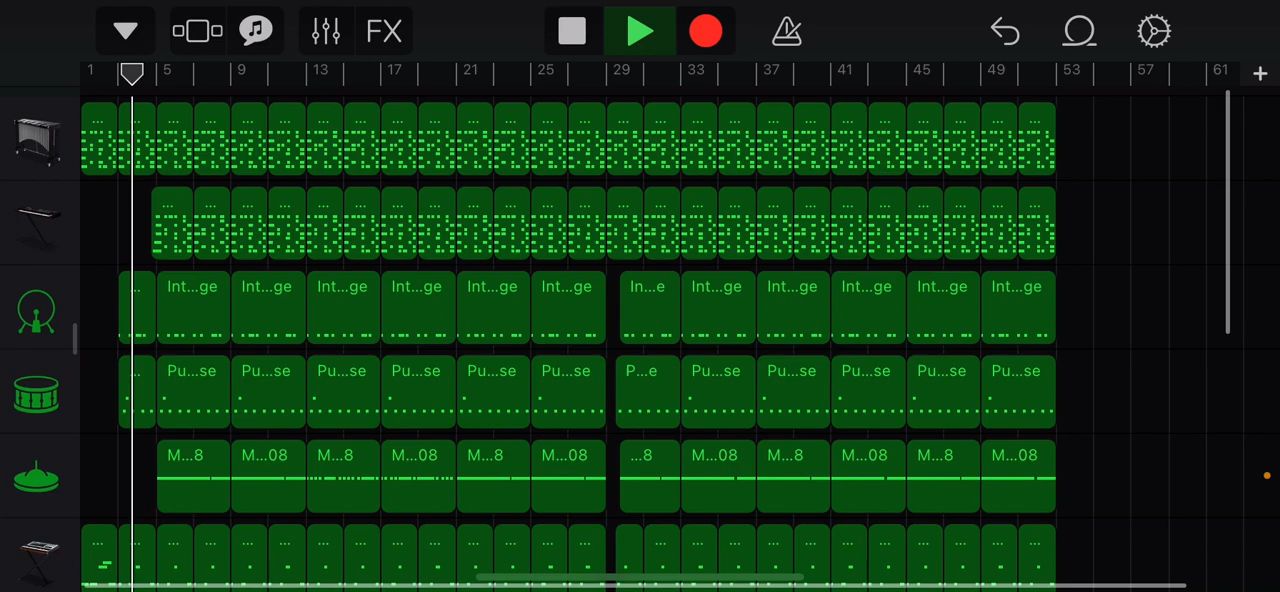 FX
1 5 9 13 17 21 25 29 33 37 41 45 49 53 57 61 +
... ... ... ... ... ... ... ... ... ... ... ... ... ... ... ... ... ... ... ... ... ... ... ... ... ...
... ... ... ... ... ... ... ... ... ... ... ... ... ... ... ... ... ... ... ... ... ... ... ...
.. Int...ge Int...ge Int...ge Int...ge Int...ge Int...ge In...e Int...ge Int...ge Int...ge Int...ge Int...ge
.. Pu...se Pu...se Pu...se Pu...se Pu...se Pu...se P...e Pu...se Pu...se Pu...se Pu...se Pu...se
M...8 M...08 M...8 M...08 M...8 M...08 ...8 M...08 M...8 M...08 M...8 M...08
... ... ... ... ... ... ... ... ... ... ... ... ... ... ... ... ... ... ... ... ... ... ... ... ... ...